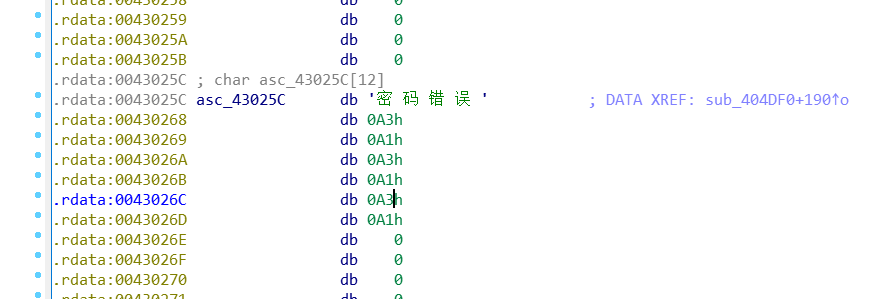 .rdata:00430258 db 0
.rdata:00430259 db 0
.rdata:0043025A db 0
.rdata:0043025B db 0
.rdata:0043025C ; char asc_43025C[12]
.rdata:0043025C asc_43025C db '密 码 错 误 ' ; DATA XREF: sub_404DF0+190↑o
.rdata:00430268 db 0A3h
.rdata:00430269 db 0A1h
.rdata:0043026A db 0A3h
.rdata:0043026B db 0A1h
.rdata:0043026C db 0A3h
.rdata:0043026D db 0A1h
.rdata:0043026E db 0
.rdata:0043026F db 0
.rdata:00430270 db 0
.rdata:00430271 db 0